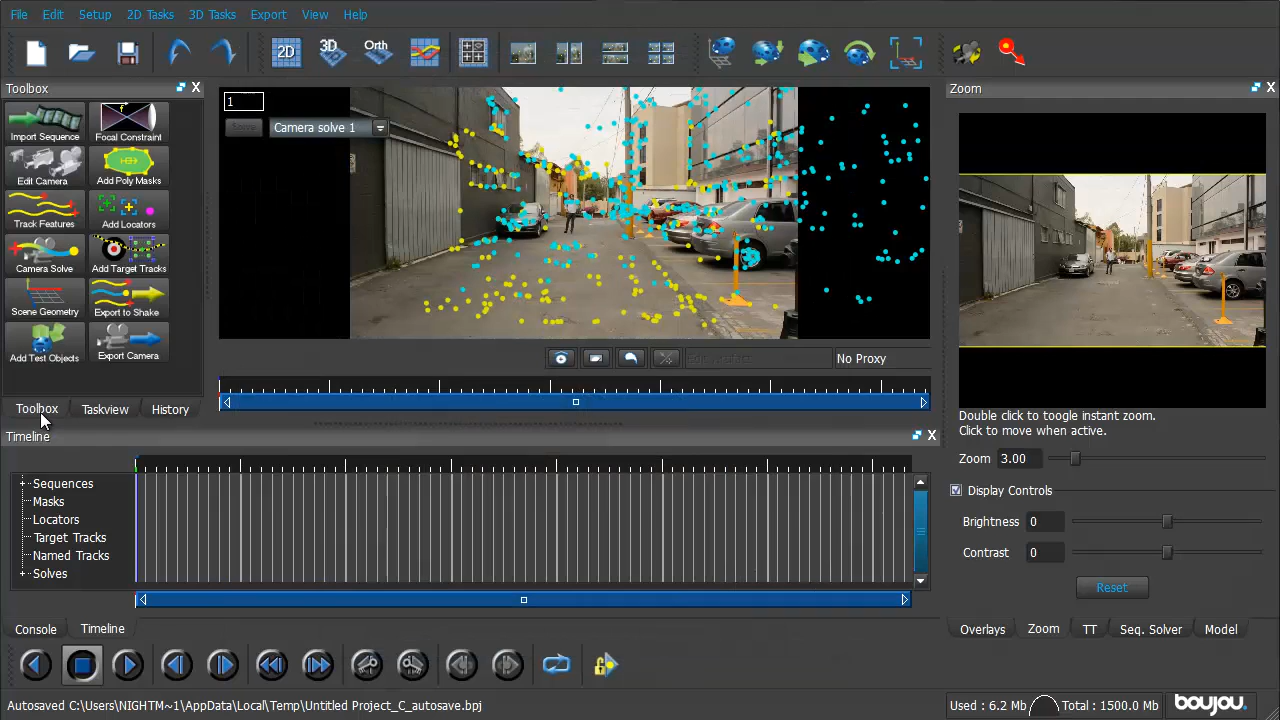 File Edit Setup 2D Tasks 3D Tasks Export View Help
2D 3D Orth
Toolbox
Import Sequence Focal Constraint
Edit Camera Add Poly Masks
Track Features Add Locators
Camera Solve Add Target Tracks
Scene Geometry Export to Shake
Add Test Objects Export Camera
Toolbox Taskview History
1
Camera solve 1
No Proxy
Timeline
Sequences
Masks
Locators
Target Tracks
Named Tracks
Solves
Console Timeline
Zoom
Double click to toogle instant zoom.
Click to move when active.
Zoom 3.00
Display Controls
Brightness 0
Contrast 0
Reset
Overlays Zoom TT Seq. Solver Model
Autosaved C:\Users\NIGHTM~1\AppData\Local\Temp\Untitled Project_C_autosave.bpj
Used : 6.2 Mb Total : 1500.0 Mb boujou.